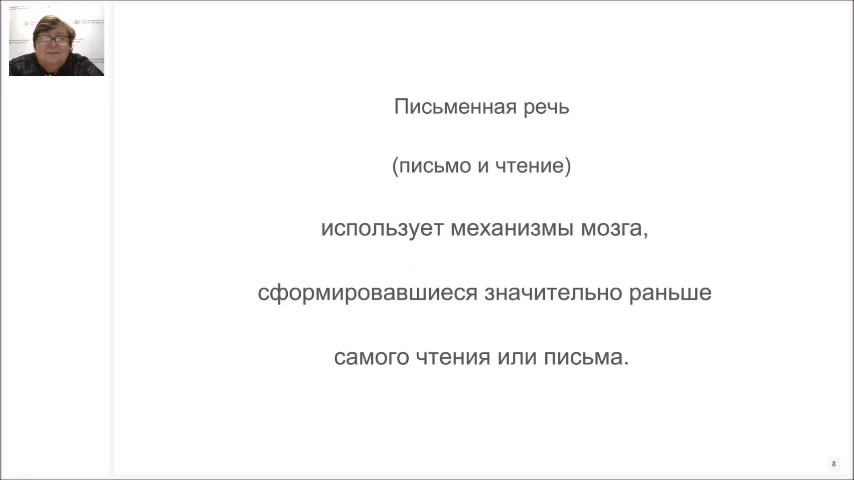 Письменная речь
(письмо и чтение)
использует механизмы мозга,
сформировавшиеся значительно раньше
самого чтения или письма.
8